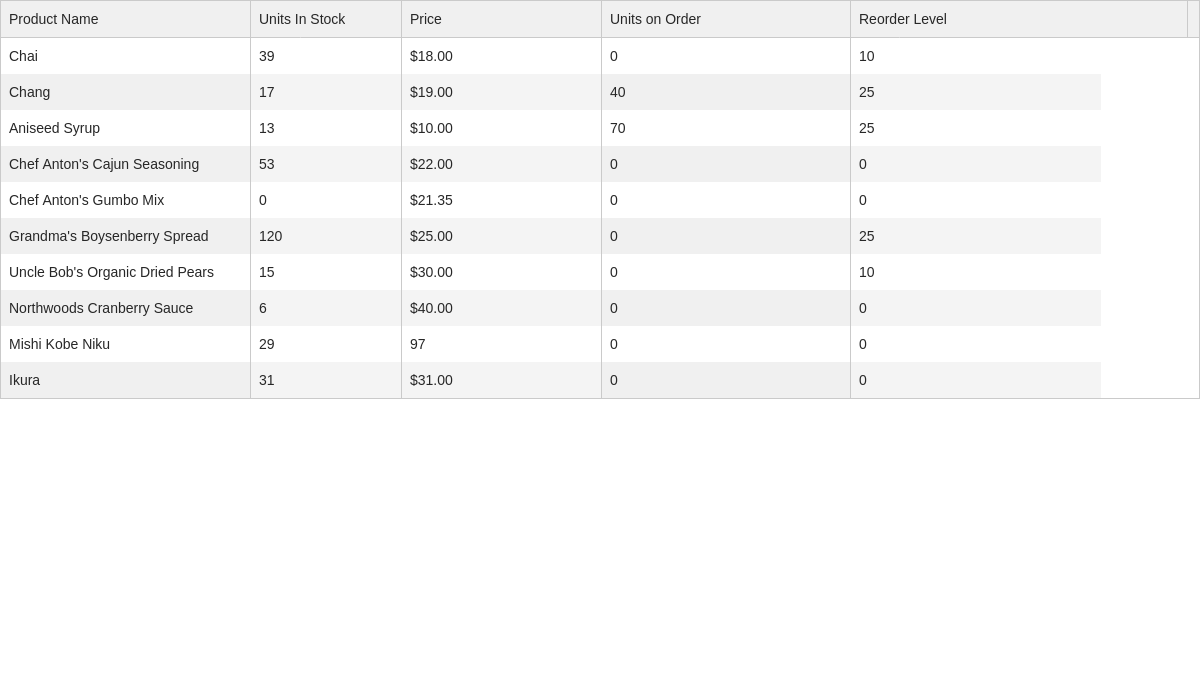 Product Name Units In Stock Price Units on Order Reorder Level
Chai 39 $18.00 0 10
Chang 17 $19.00 40 25
Aniseed Syrup 13 $10.00 70 25
Chef Anton's Cajun Seasoning 53 $22.00 0 0
Chef Anton's Gumbo Mix 0 $21.35 0 0
Grandma's Boysenberry Spread 120 $25.00 0 25
Uncle Bob's Organic Dried Pears 15 $30.00 0 10
Northwoods Cranberry Sauce 6 $40.00 0 0
Mishi Kobe Niku 29 97 0 0
Ikura 31 $31.00 0 0